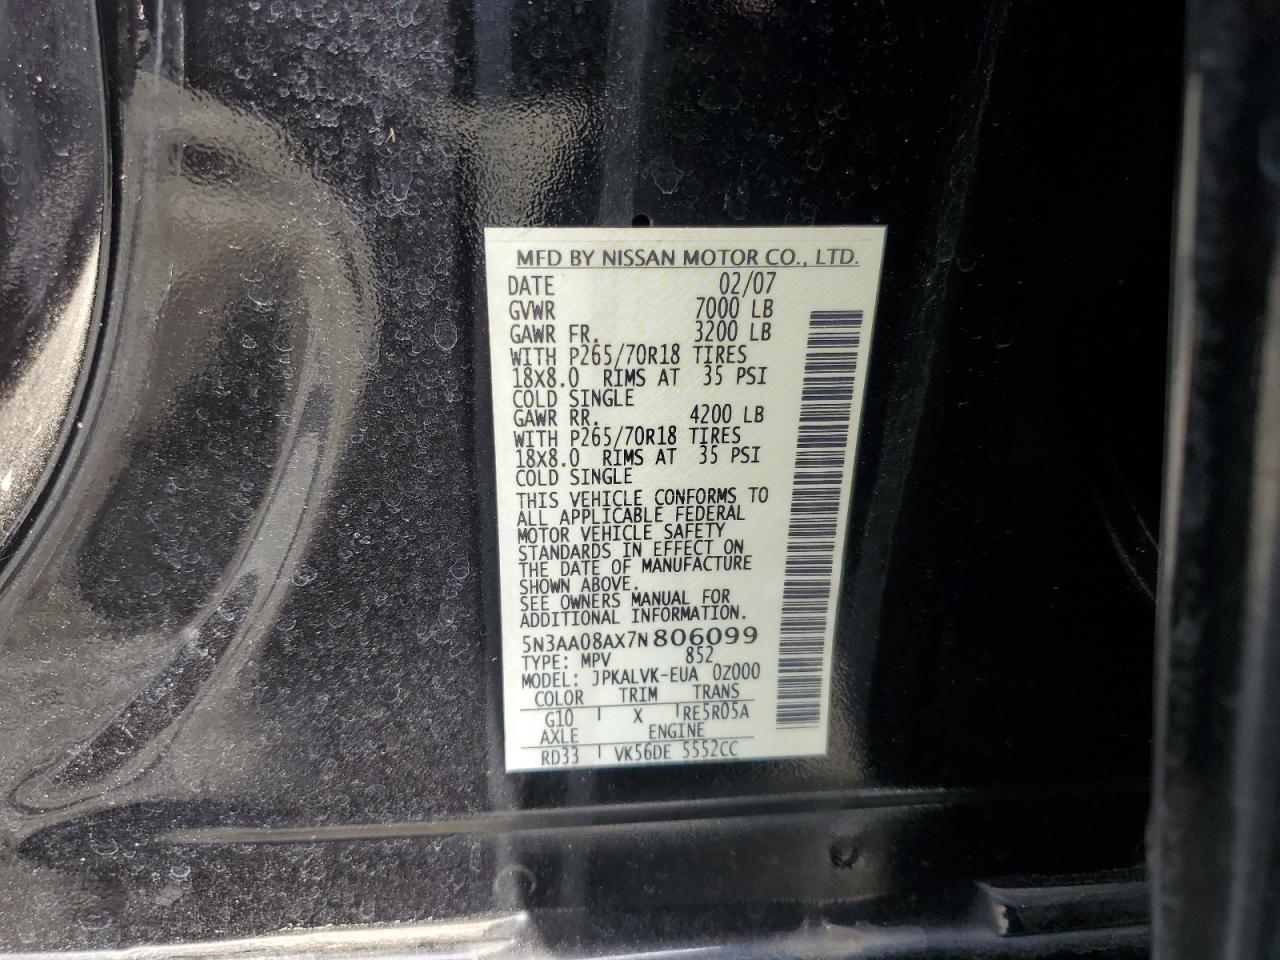 MFD BY NISSAN MOTOR CO., LTD.
DATE 02/07
GVWR 7000 LB
GAWR FR. 3200 LB
WITH P265/70R18 TIRES
18X8.0 RIMS AT 35 PSI
COLD SINGLE
GAWR RR. 4200 LB
WITH P265/70R18 TIRES
18X8.0 RIMS AT 35 PSI
COLD SINGLE
THIS VEHICLE CONFORMS TO
ALL APPLICABLE FEDERAL
MOTOR VEHICLE SAFETY
STANDARDS IN EFFECT ON
THE DATE OF MANUFACTURE
SHOWN ABOVE.
SEE OWNERS MANUAL FOR
ADDITIONAL INFORMATION.
5N3AA08AX7N806099
TYPE: MPV 852
MODEL: JPKALVK-EUA 0Z000
COLOR TRIM TRANS
G10 X RE5R05A
AXLE ENGINE
RD33 VK56DE 5552CC